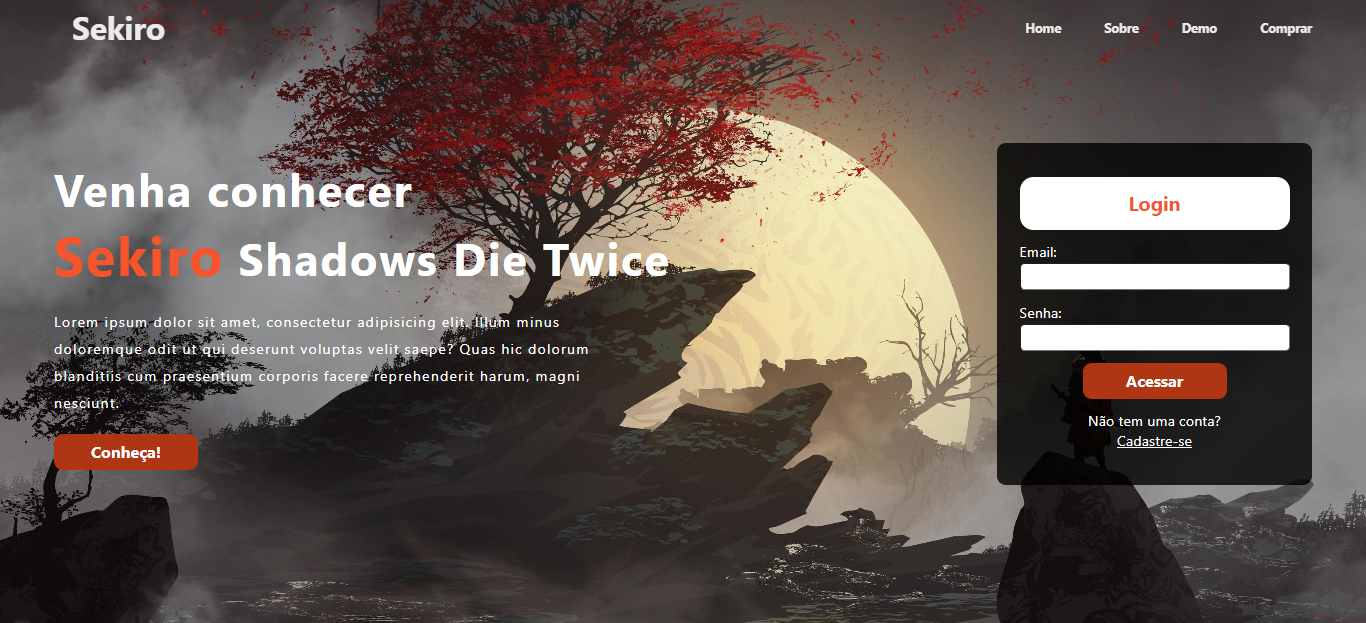 Sekiro
Home Sobre Demo Comprar
Venha conhecer
Sekiro Shadows Die Twice
Lorem ipsum dolor sit amet, consectetur adipisicing elit. Illum minus
doloremque odit ut qui deserunt voluptas velit saepe? Quas hic dolorum
blanditiis cum praesentium corporis facere reprehenderit harum, magni
nesciunt.
Conheça!
Login
Email:
Senha:
Acessar
Não tem uma conta?
Cadastre-se